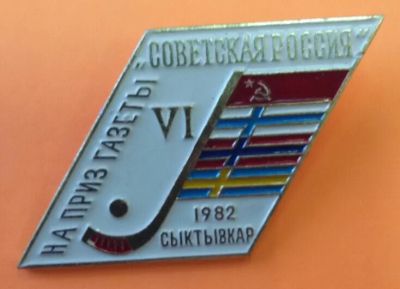 НА ПРИЗ ГАЗЕТЫ
„СОВЕТСКАЯ РОССИЯ"
VI
1982
СЫКТЫВКАР